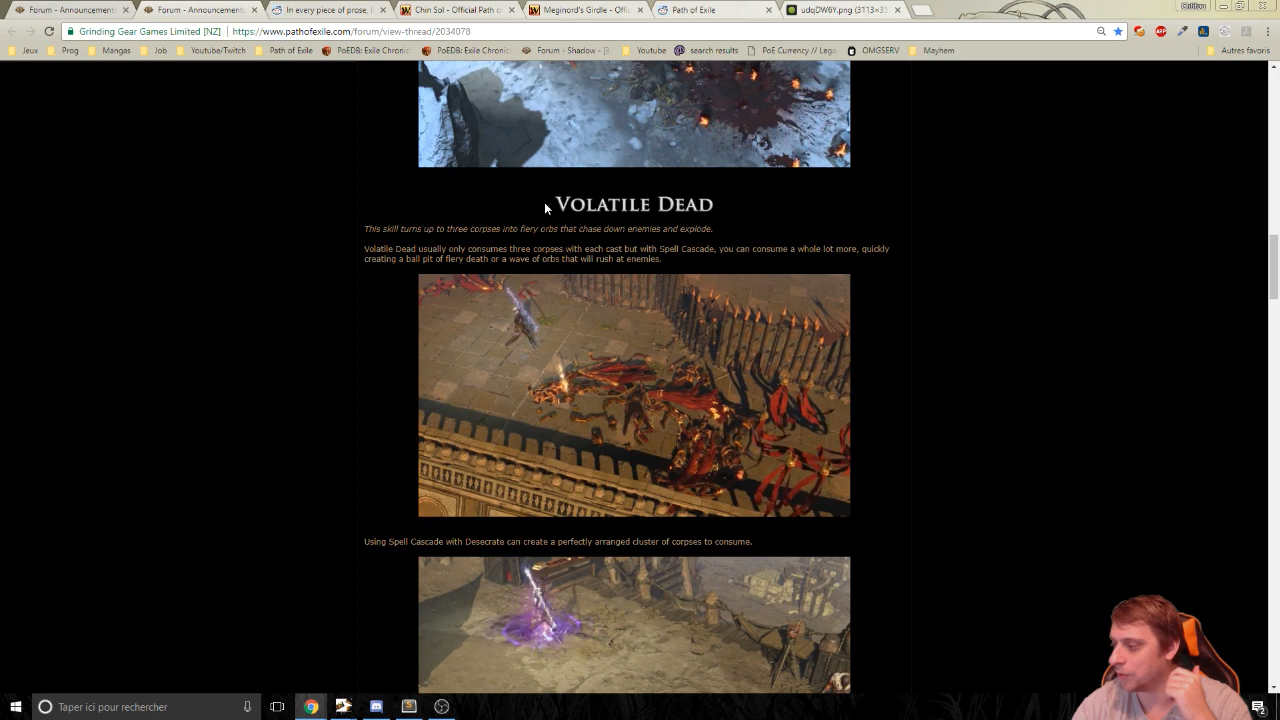 Forum - Announcements
Forum - Announcements
In every piece of prose, l
Chin Sol - Official Path o
Meginord's Girdle - Offic
Path of Exile
udqDW6Y.png (3113×35
Grinding Gear Games Limited [NZ] https://www.pathofexile.com/forum/view-thread/2034078
Jeux Prog Mangas Job Youtube/Twitch PoEDB: Exile Chronic PoEDB: Exile Chronic Forum - Shadow - [3. Youtube search results PoE Currency // Lega OMGSERV Mayhem Autres favoris
Volatile Dead
This skill turns up to three corpses into fiery orbs that chase down enemies and explode.
Volatile Dead usually only consumes three corpses with each cast but with Spell Cascade, you can consume a whole lot more, quickly
creating a ball pit of fiery death or a wave of orbs that will rush at enemies.
Using Spell Cascade with Desecrate can create a perfectly arranged cluster of corpses to consume.
Taper ici pour rechercher